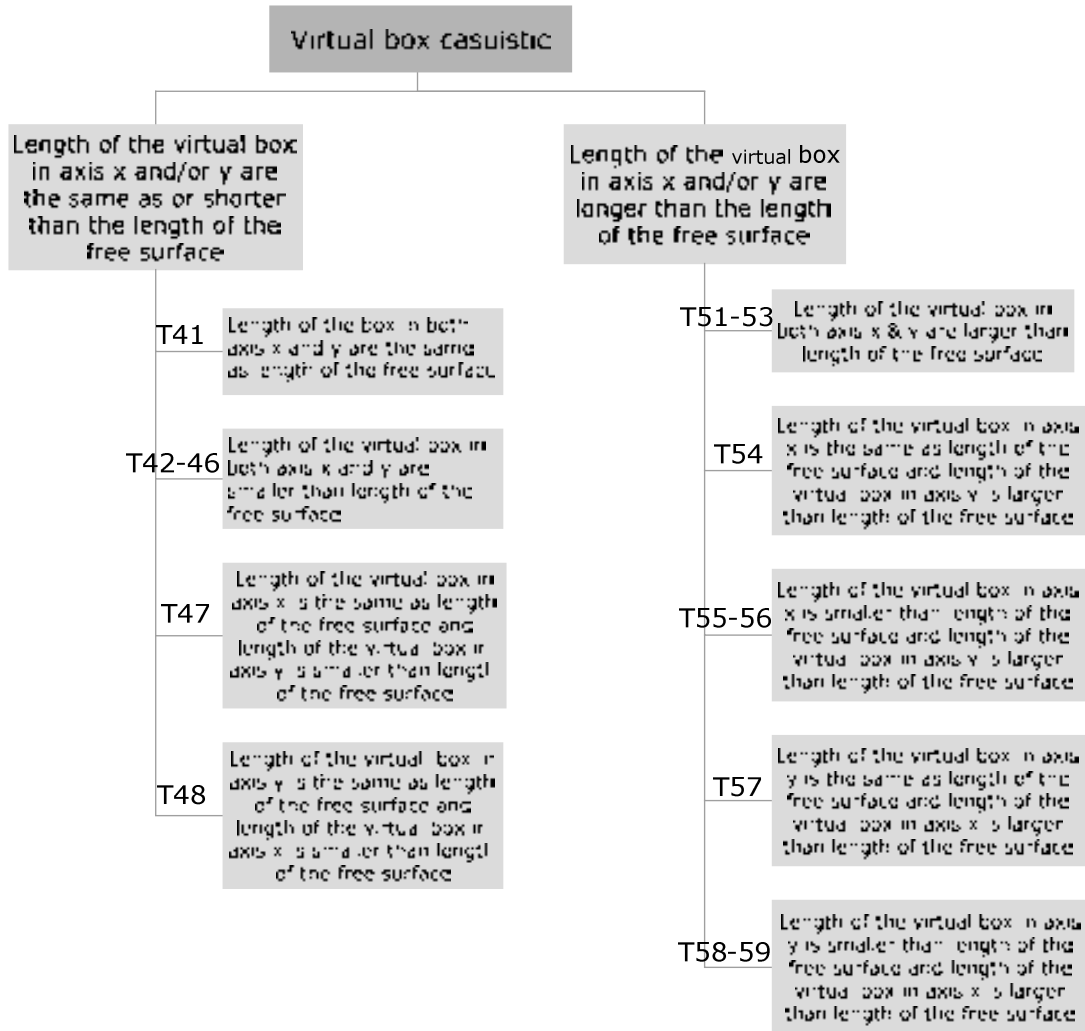 Virtual box casuistic
Length of the virtual box
in axis x and/or y are
the same as or shorter
than the length of the
free surface
T41
Length of the box in both
axis x and y are the same
as length of the free surface
T42-46
Length of the virtual box in
both axis x and y are
smaller than length of the
free surface
T47
Length of the virtual box in
axis x is the same as length
of the free surface and
length of the virtual box in
axis y is smaller than length
of the free surface
T48
Length of the virtual box in
axis y is the same as length
of the free surface and
length of the virtual box in
axis x is smaller than length
of the free surface
Length of the virtual box
in axis x and/or y are
longer than the length
of the free surface
T51-53
Length of the virtual box in
both axis x & y are larger than
length of the free surface
T54
Length of the virtual box in axis
x is the same as length of the
free surface and length of the
virtual box in axis y is larger
than length of the free surface
T55-56
Length of the virtual box in axis
x is smaller than length of the
free surface and length of the
virtual box in axis y is larger
than length of the free surface
T57
Length of the virtual box in axis
y is the same as length of the
free surface and length of the
virtual box in axis x is larger
than length of the free surface
T58-59
Length of the virtual box in axis
y is smaller than length of the
free surface and length of the
virtual box in axis x is larger
than length of the free surface